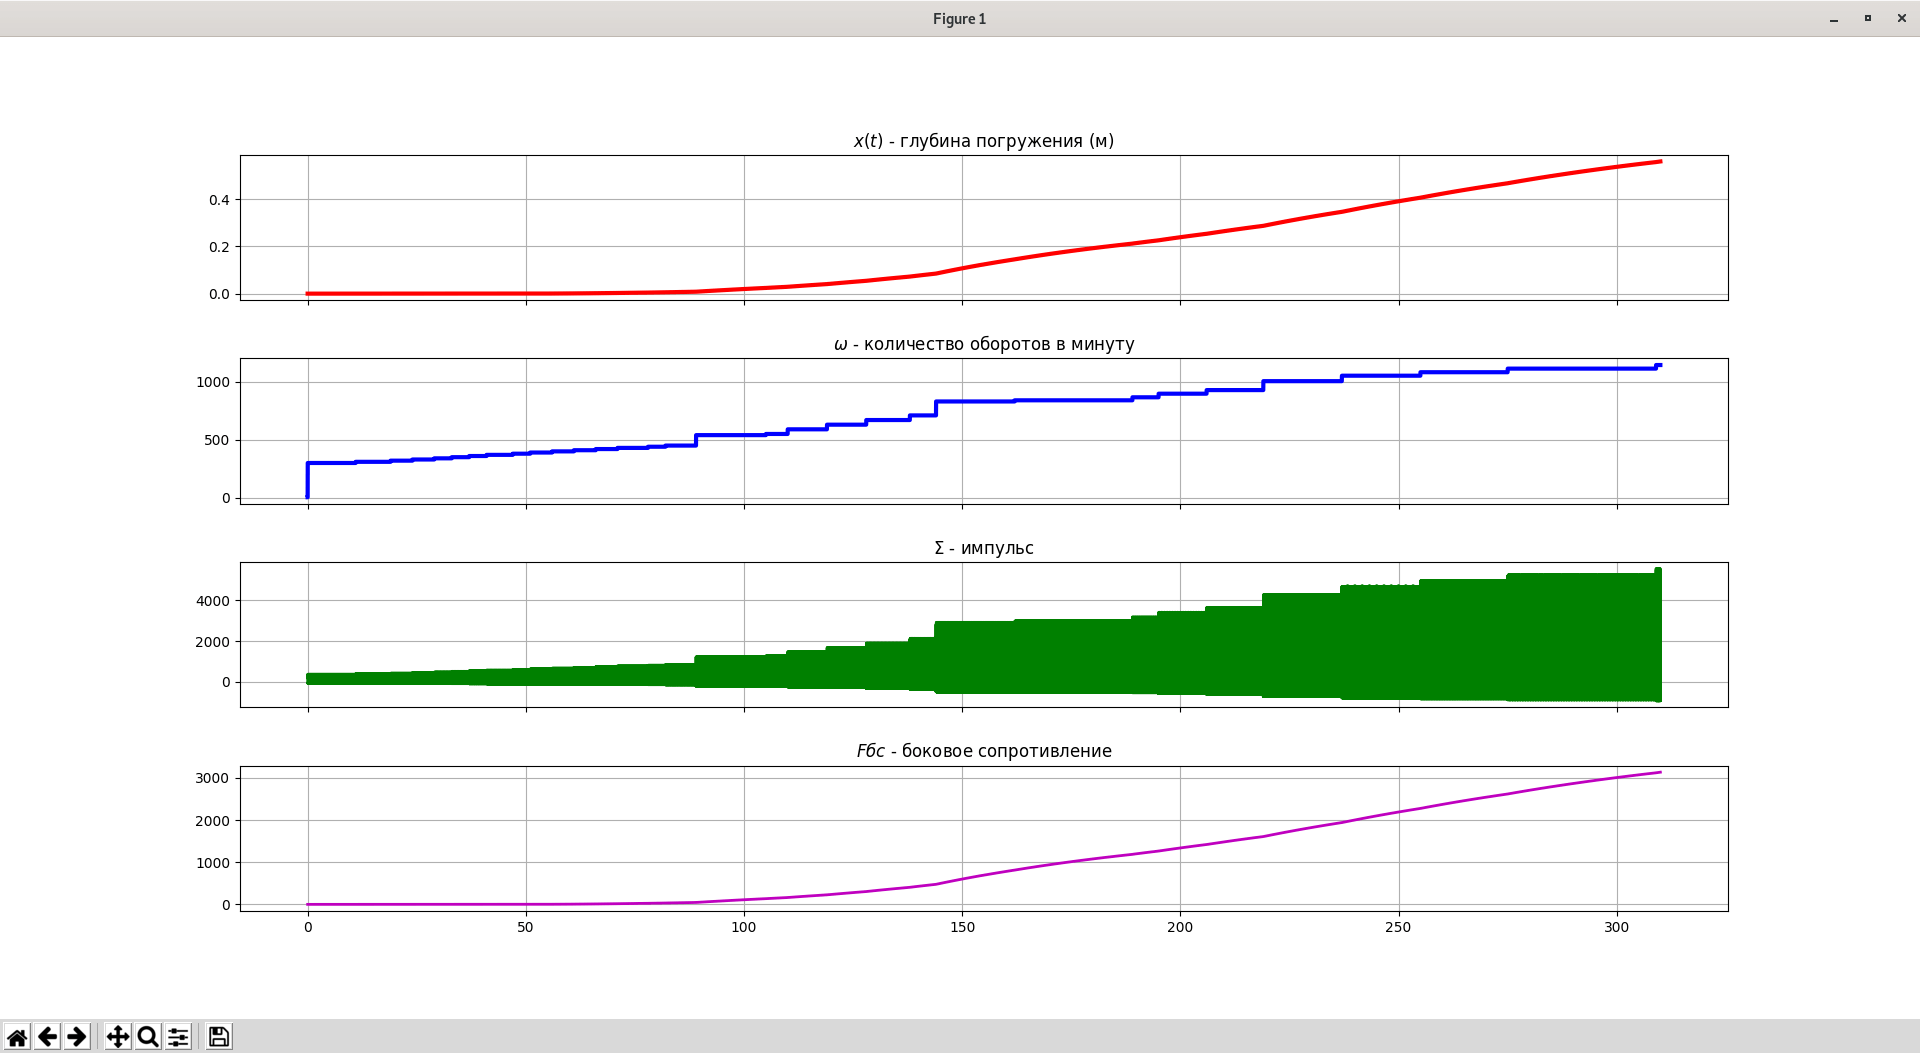 Figure 1
x(t) - глубина погружения (м)
0.4
0.2
0.0
ω - количество оборотов в минуту
1000
500
0
Σ - импульс
4000
2000
0
Fбс - боковое сопротивление
3000
2000
1000
0
0 50 100 150 200 250 300